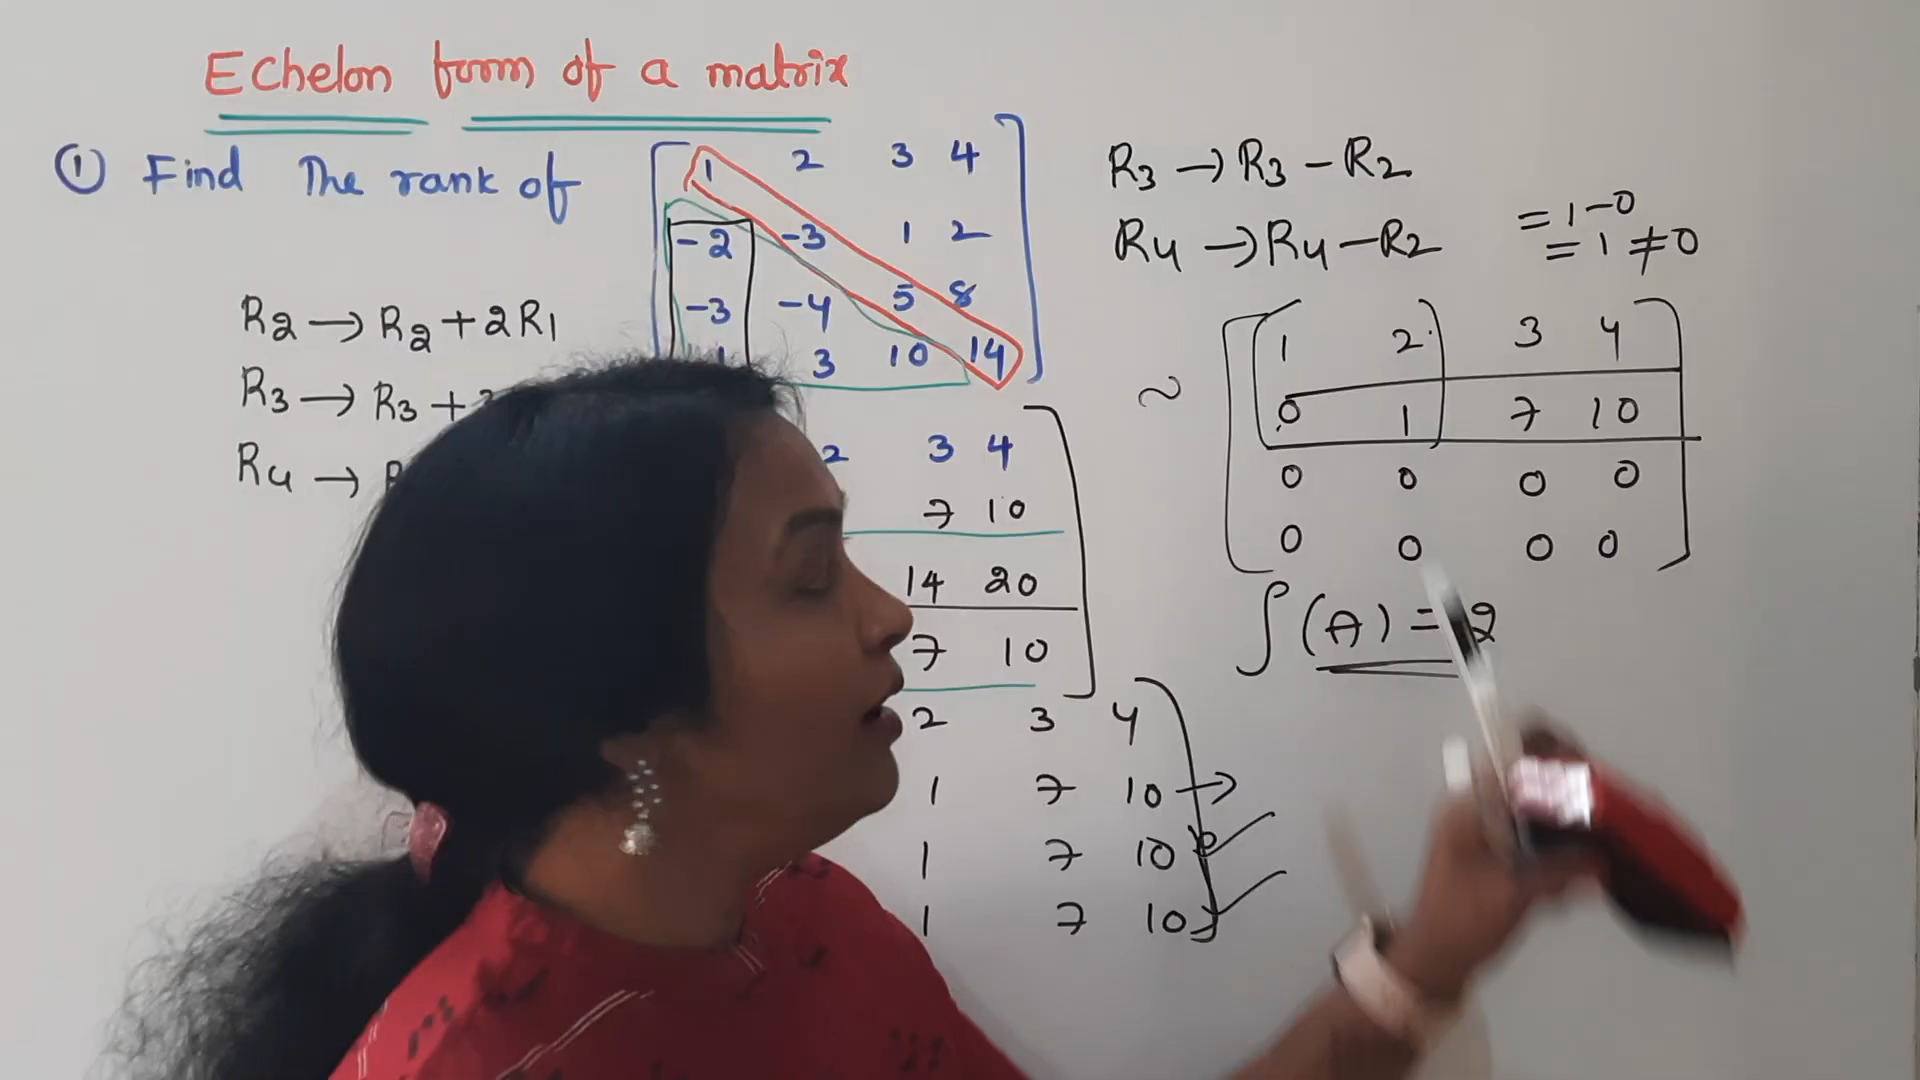 Echelon form of a matrix
① Find The rank of
1 2 3 4
-2 -3 1 2
-3 -4 5 8
1 3 10 14
R2 → R2 + 2R1
R3 → R3 +
R4 →
2 3 4
7 10
14 20
7 10
2 3 4
1 7 10 →
1 7 10
1 7 10
R3 → R3 - R2
R4 → R4 - R2
= 1 - 0
= 1 ≠ 0
~
1 2 3 4
0 1 7 10
0 0 0 0
0 0 0 0
ρ(A) = 2